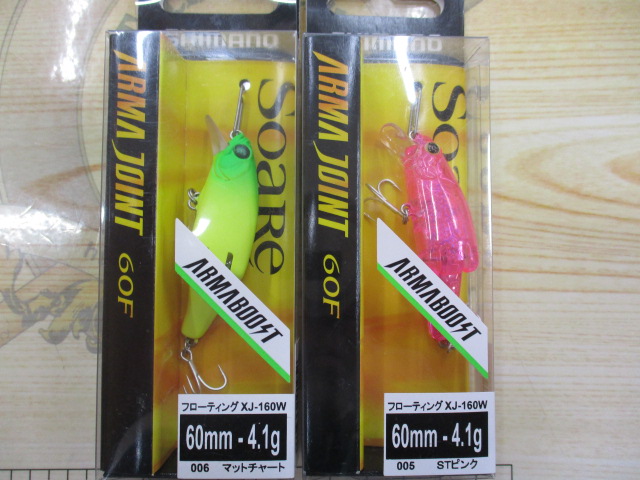 SHIMANO
SoaRe
ARMA JOINT 60F
ARMABOOST
フローティング XJ-160W
60mm - 4.1g
006 マットチャート
SoaRe
ARMA JOINT 60F
ARMABOOST
フローティング XJ-160W
60mm - 4.1g
005 STピンク